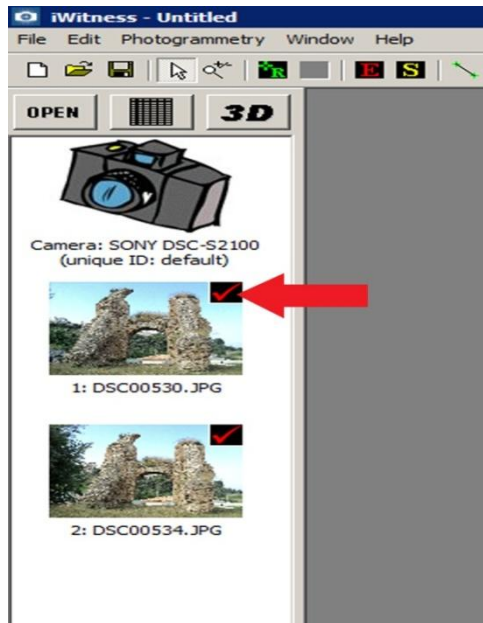 iWitness - Untitled
File Edit Photogrammetry Window Help
R E S
OPEN 3D
Camera: SONY DSC-S2100
(unique ID: default)
1: DSC00530.JPG
2: DSC00534.JPG